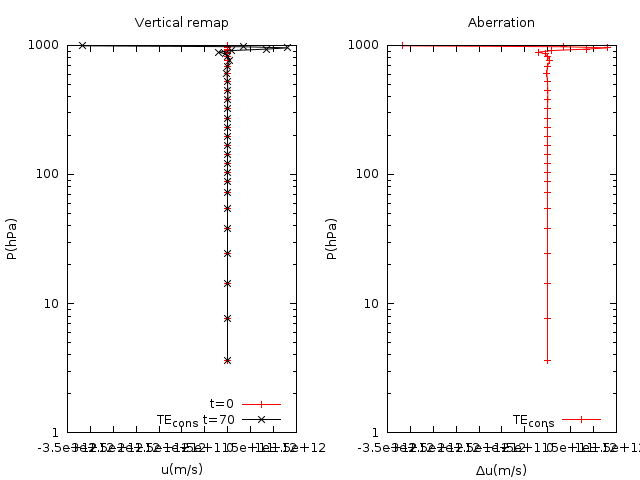 Vertical remap
Aberration
1000
100
10
1
P(hPa)
t=0
TEcons t=70
u(m/s)
1000
100
10
1
P(hPa)
TEcons
Δu(m/s)